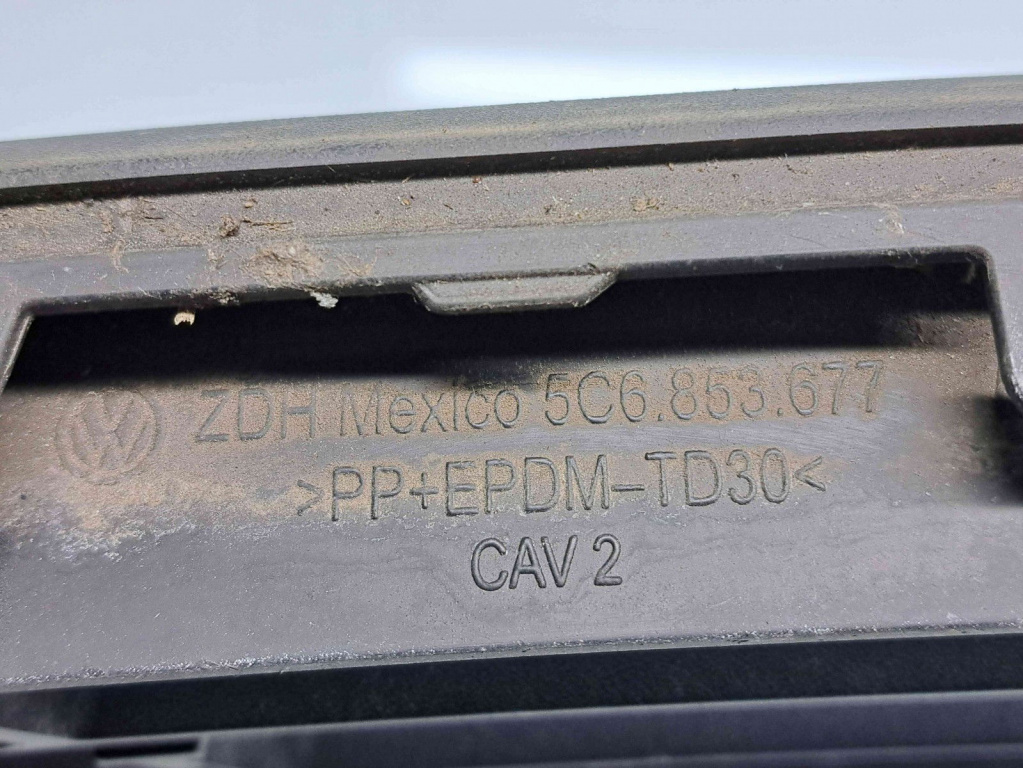 ZDH Mexico 5C6.853.677
>PP+EPDM-TD30<
CAV 2